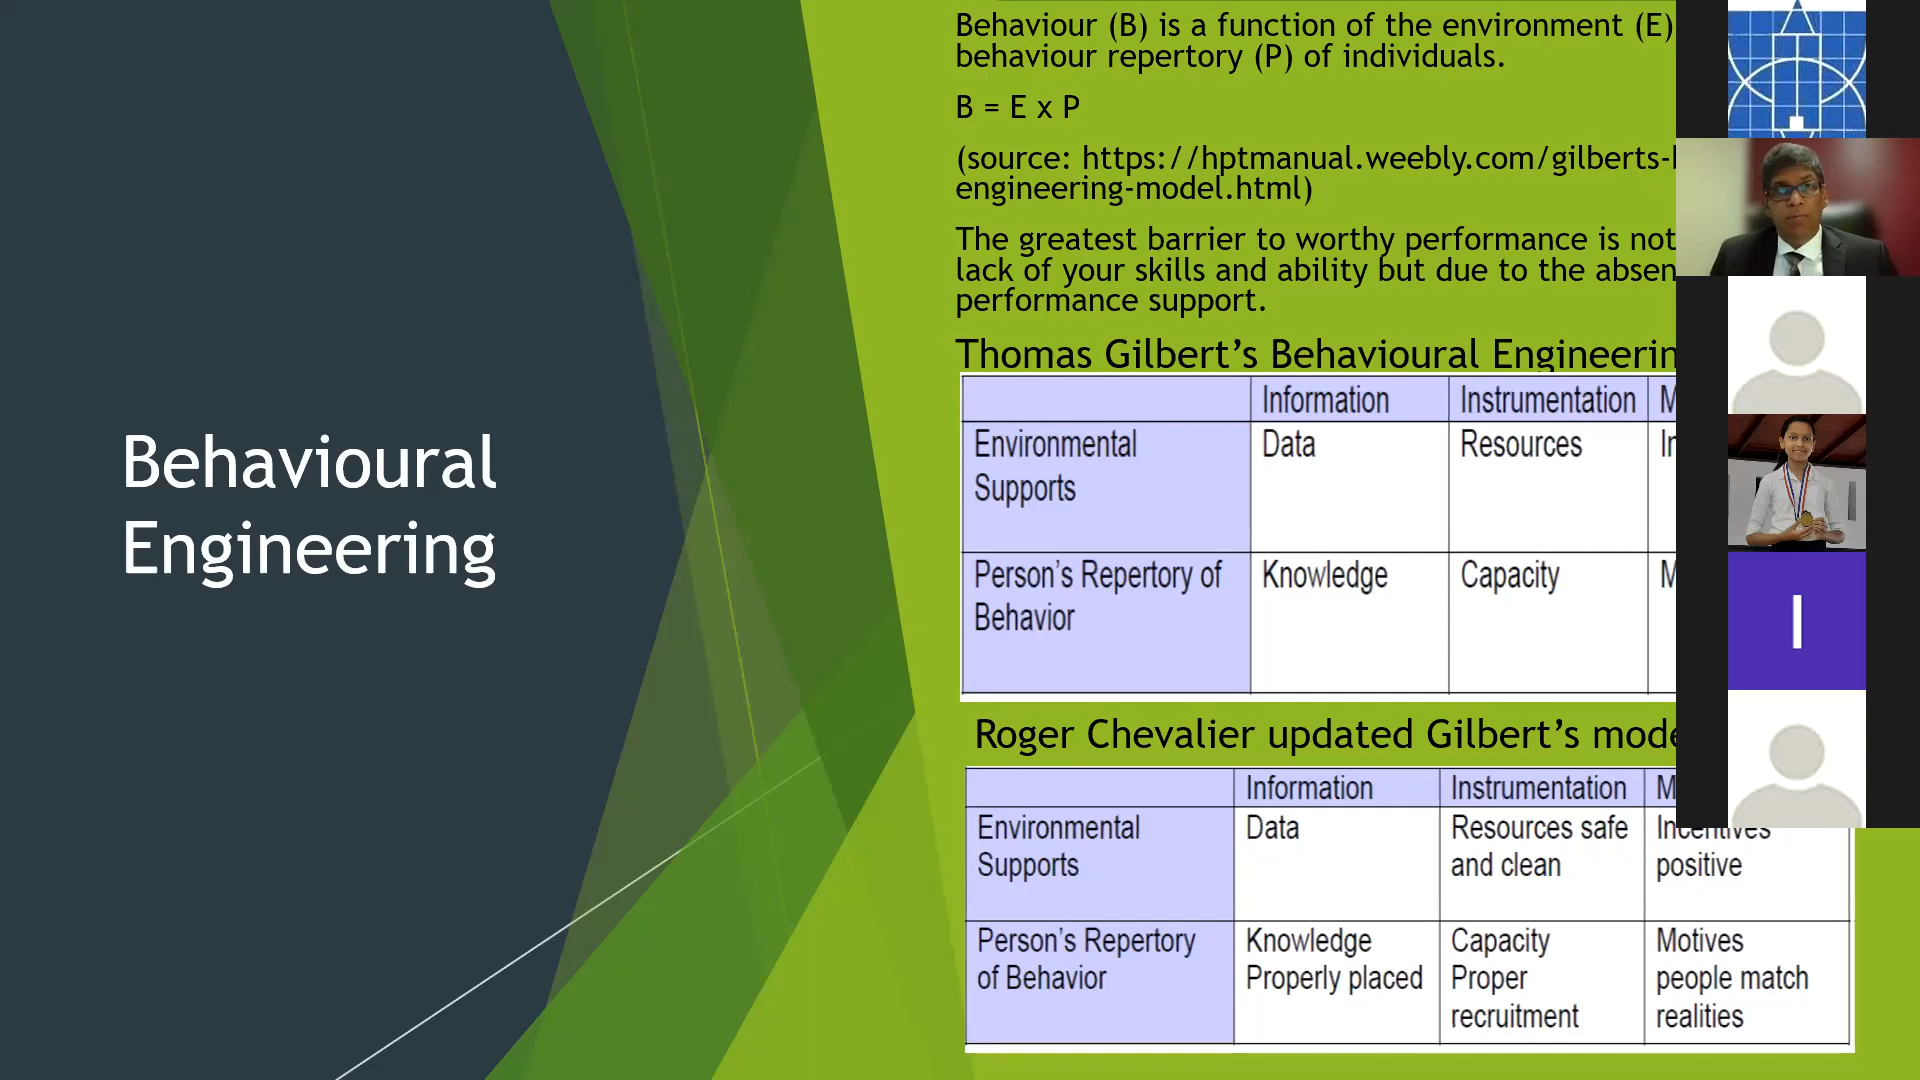 Behavioural
Engineering
Behaviour (B) is a function of the environment (E)
behaviour repertory (P) of individuals.
B = E x P
(source: https://hptmanual.weebly.com/gilberts-
engineering-model.html)
The greatest barrier to worthy performance is not
lack of your skills and ability but due to the
performance support.
Thomas Gilbert’s Behavioural
Information Instrumentation
Environmental Data Resources
Supports
Person’s Repertory of Knowledge Capacity
Behavior
Roger Chevalier updated Gilbert’s
Information Instrumentation
Environmental Data Resources safe Incentives
Supports and clean positive
Person’s Repertory Knowledge Capacity Motives
of Behavior Properly placed Proper people match
recruitment realities
I